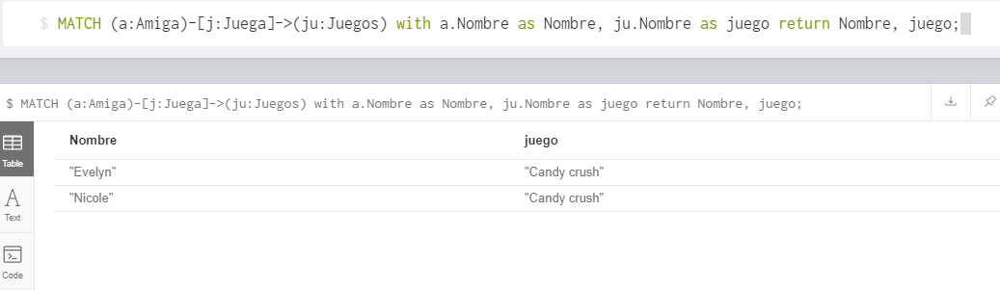 $ MATCH (a:Amiga)-[j:Juega]->(ju:Juegos) with a.Nombre as Nombre, ju.Nombre as juego return Nombre, juego;
$ MATCH (a:Amiga)-[j:Juega]->(ju:Juegos) with a.Nombre as Nombre, ju.Nombre as juego return Nombre, juego;
Table
Text
Code
Nombre juego
"Evelyn" "Candy crush"
"Nicole" "Candy crush"